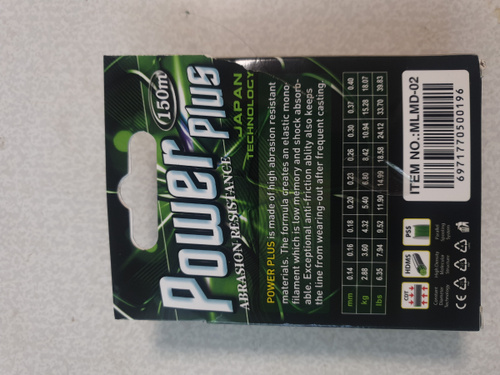 150m
Power Plus
ABRASION RESISTANCE
JAPAN
TECHNOLOGY
POWER PLUS is made of high abrasion resistant
materials. The formula creates an elastic mono-
filament which is low memory and shock absorb-
able. Exceptional anti-friction ability also keeps
the line from wearing-out after frequent casting.
mm 0.14 0.16 0.18 0.20 0.23 0.26 0.30 0.37 0.40
kg 2.88 3.60 4.32 5.40 6.80 8.42 10.94 15.28 18.07
lbs 6.35 7.94 9.52 11.90 14.99 18.58 24.12 33.70 39.83
CDT
HDMS
PSS
CE
ITEM NO.:MLMD-02
6971770500196